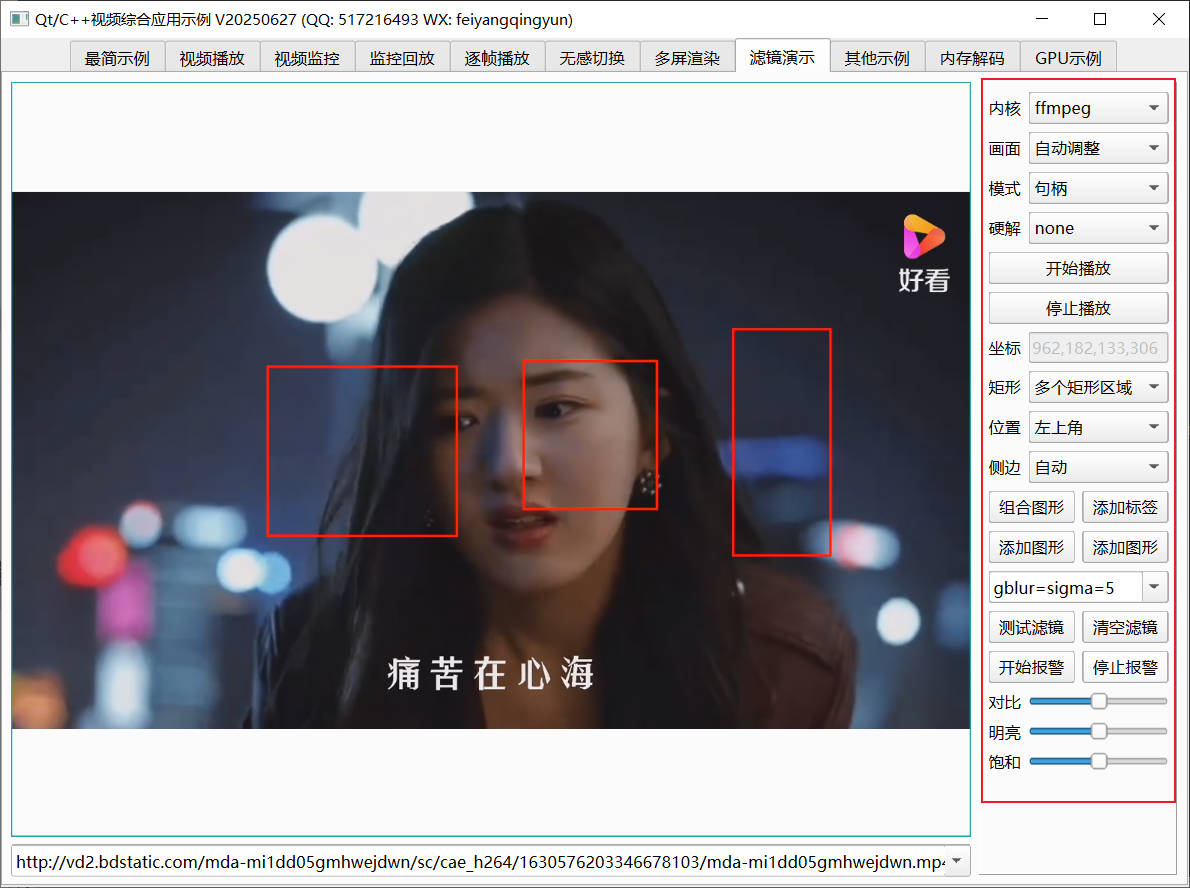 Qt/C++视频综合应用示例 V20250627 (QQ: 517216493 WX: feiyangqingyun)
最简示例 视频播放 视频监控 监控回放 逐帧播放 无感切换 多屏渲染 滤镜演示 其他示例 内存解码 GPU示例
好看
痛苦在心海
http://vd2.bdstatic.com/mda-mi1dd05gmhwejdwn/sc/cae_h264/1630576203346678103/mda-mi1dd05gmhwejdwn.mp4
内核 ffmpeg
画面 自动调整
模式 句柄
硬解 none
开始播放
停止播放
坐标 962,182,133,306
矩形 多个矩形区域
位置 左上角
侧边 自动
组合图形 添加标签
添加图形 添加图形
gblur=sigma=5
测试滤镜 清空滤镜
开始报警 停止报警
对比
明亮
饱和